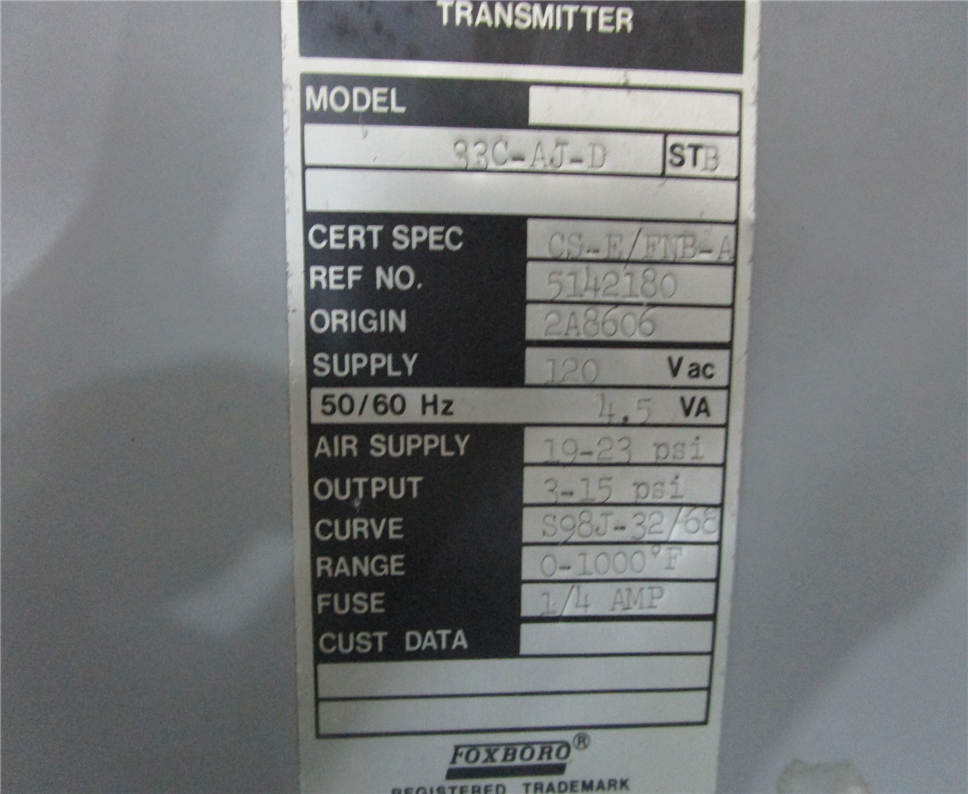 TRANSMITTER
MODEL
33C-AJ-D STB
CERT SPEC CS-E/FNB-A
REF NO. 5142180
ORIGIN 2A8606
SUPPLY 120 Vac
50/60 Hz 4.5 VA
AIR SUPPLY 19-23 psi
OUTPUT 3-15 psi
CURVE S98J-32/68
RANGE 0-1000°F
FUSE 1/4 AMP
CUST DATA
FOXBORO®
REGISTERED TRADEMARK